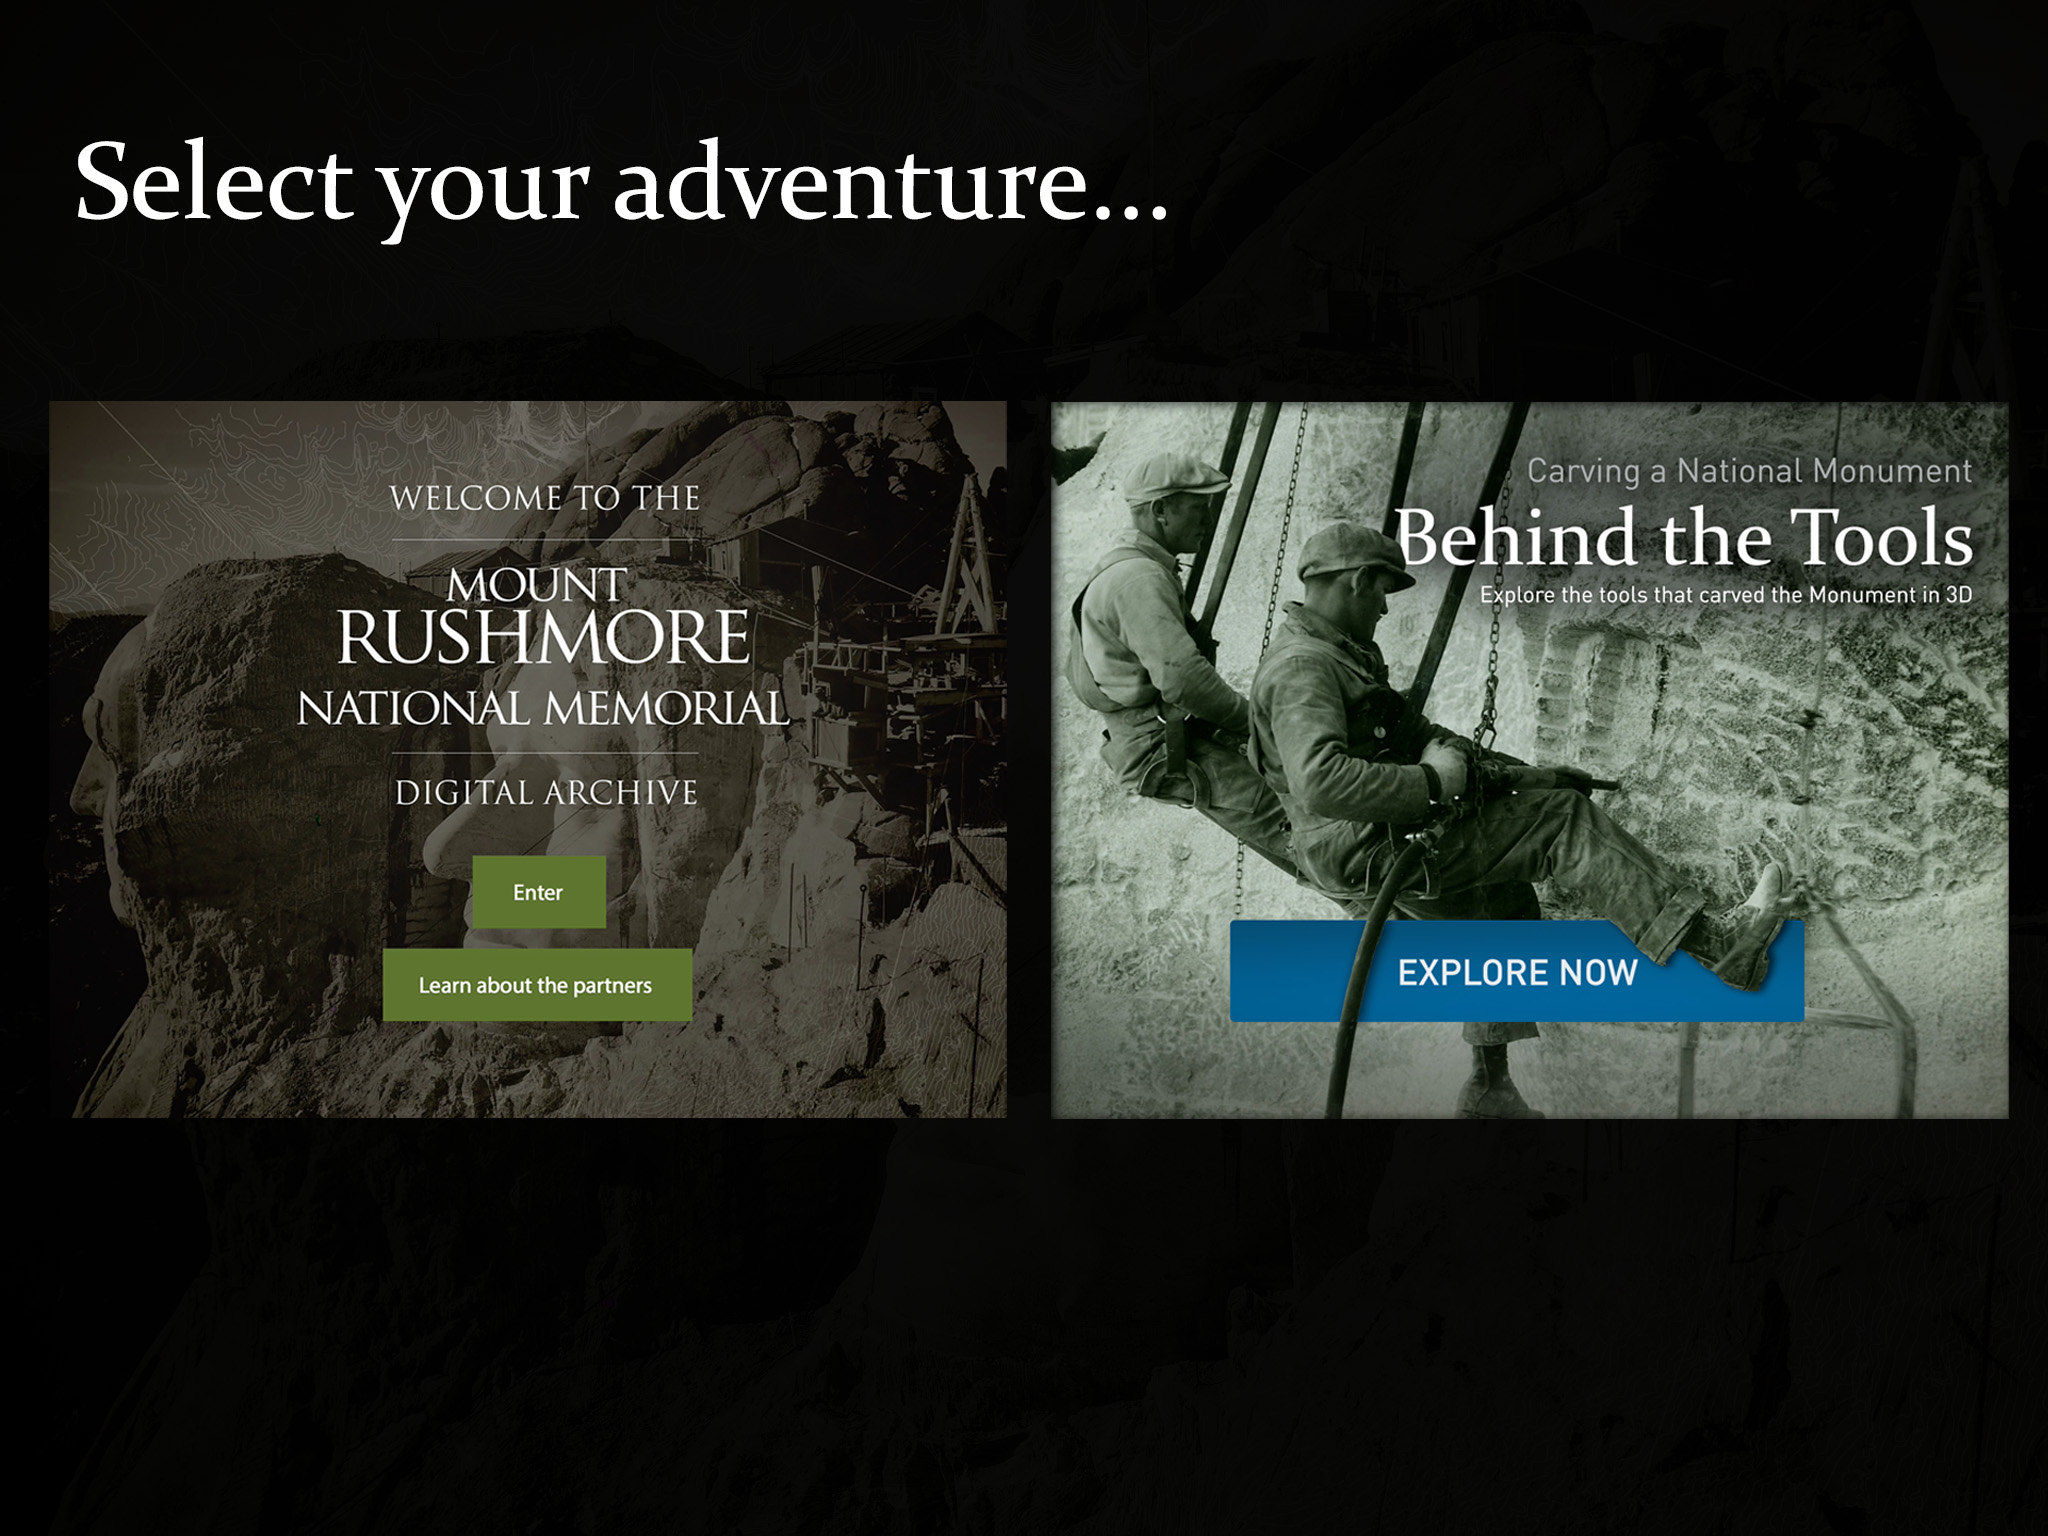 Select your adventure...
WELCOME TO THE
MOUNT
RUSHMORE
NATIONAL MEMORIAL
DIGITAL ARCHIVE
Enter
Learn about the partners
Carving a National Monument
Behind the Tools
Explore the tools that carved the Monument in 3D
EXPLORE NOW